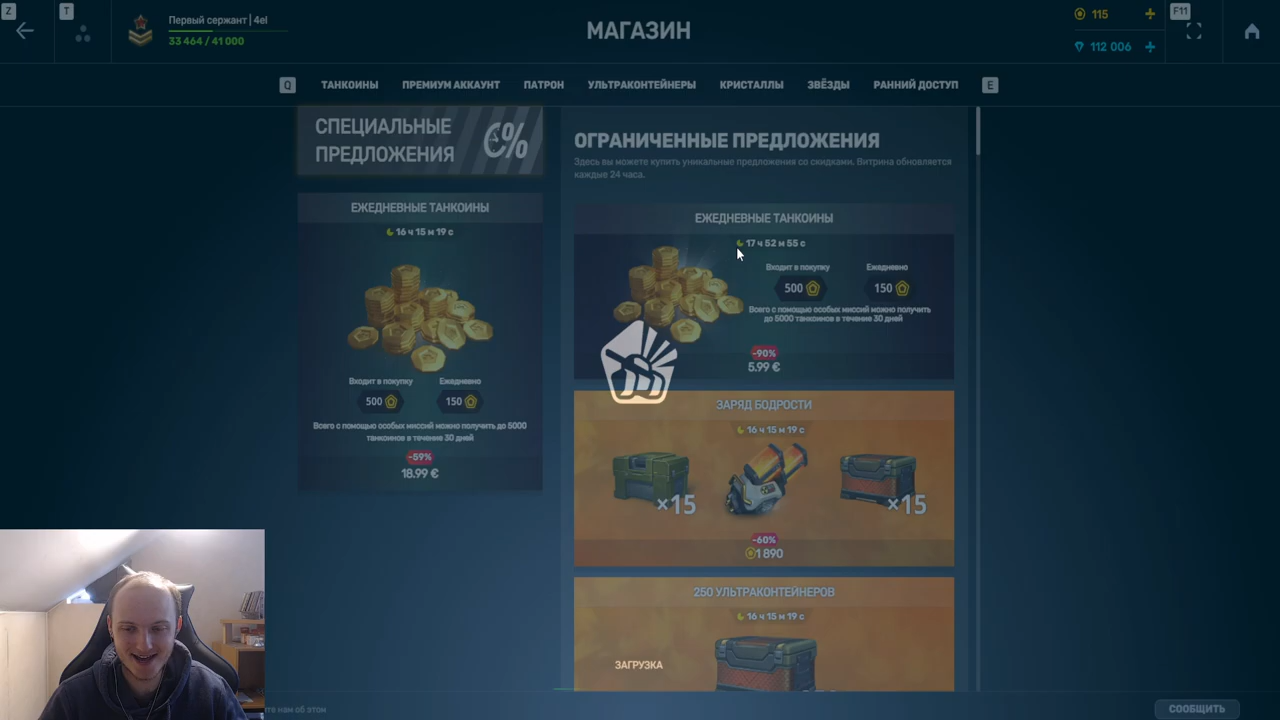 Z
T
Первый сержант | 4el
33 464 / 41 000
МАГАЗИН
115
112 006
F11
Q
ТАНКОИНЫ
ПРЕМИУМ АККАУНТ
ПАТРОН
УЛЬТРАКОНТЕЙНЕРЫ
КРИСТАЛЛЫ
ЗВЁЗДЫ
РАННИЙ ДОСТУП
E
СПЕЦИАЛЬНЫЕ
ПРЕДЛОЖЕНИЯ
%
ЕЖЕДНЕВНЫЕ ТАНКОИНЫ
16 ч 15 м 19 с
Входит в покупку
Ежедневно
500
150
Всего с помощью особых миссий можно получить до 5000
танкоинов в течение 30 дней
-59%
18.99 €
ОГРАНИЧЕННЫЕ ПРЕДЛОЖЕНИЯ
Здесь вы можете купить уникальные предложения со скидками. Витрина обновляется
каждые 24 часа.
ЕЖЕДНЕВНЫЕ ТАНКОИНЫ
17 ч 52 м 55 с
Входит в покупку
Ежедневно
500
150
Всего с помощью особых миссий можно получить
до 5000 танкоинов в течение 30 дней
-90%
5.99 €
ЗАРЯД БОДРОСТИ
16 ч 15 м 19 с
×15
×15
-60%
1 890
250 УЛЬТРАКОНТЕЙНЕРОВ
16 ч 15 м 19 с
ЗАГРУЗКА
нам об этом
СООБЩИТЬ